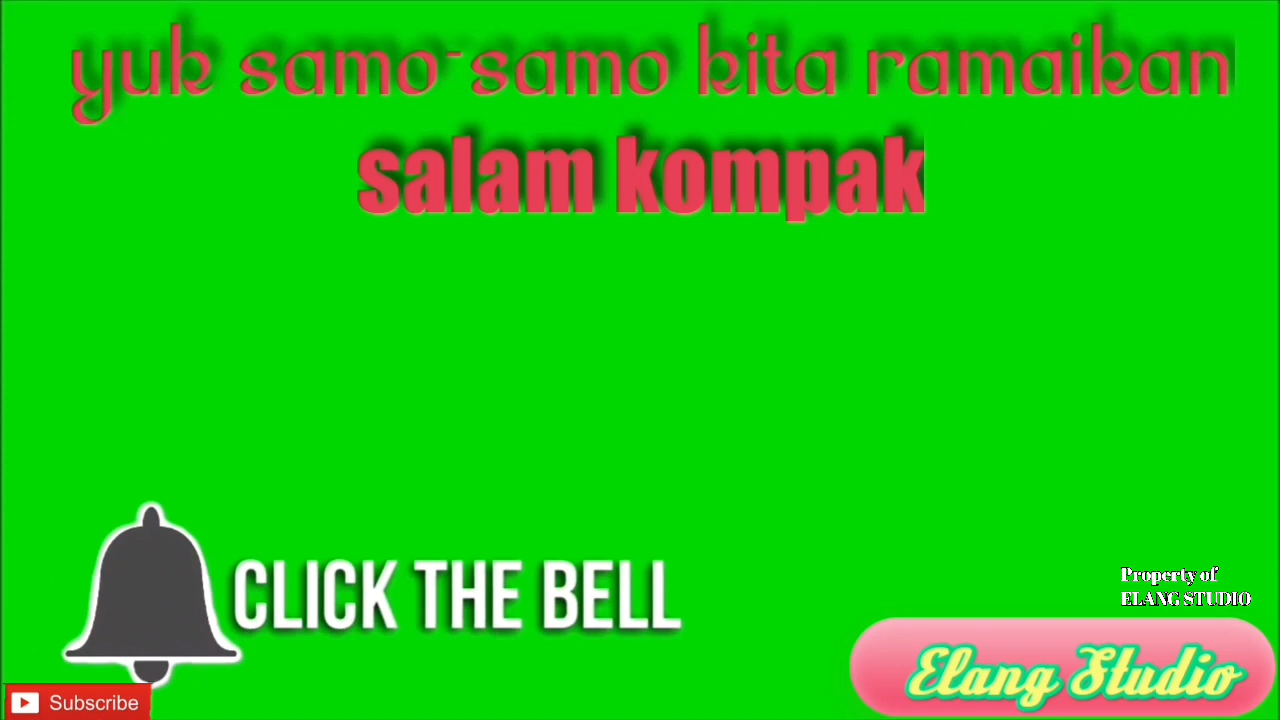 yuk samo-samo kita ramaikan
salam kompak
CLICK THE BELL
Property of
ELANG STUDIO
Elang Studio
Subscribe